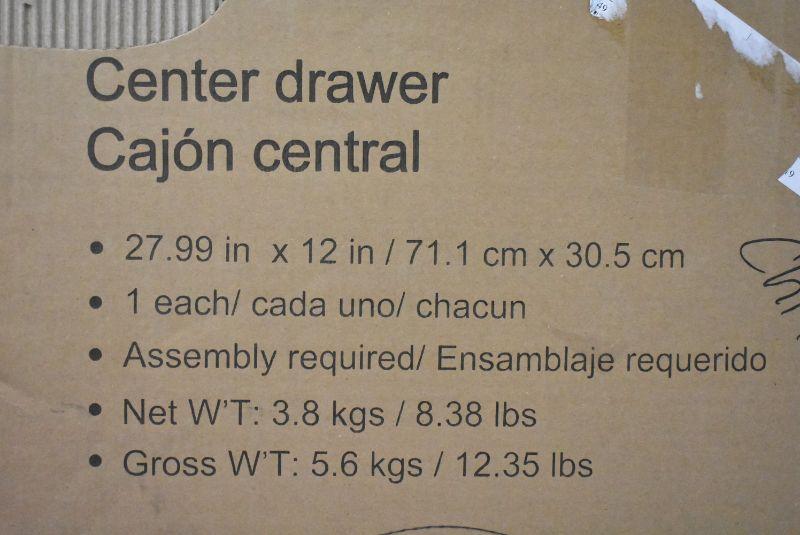 Center drawer
Cajón central
• 27.99 in x 12 in / 71.1 cm x 30.5 cm
• 1 each/ cada uno/ chacun
• Assembly required/ Ensamblaje requerido
• Net W'T: 3.8 kgs / 8.38 lbs
• Gross W'T: 5.6 kgs / 12.35 lbs